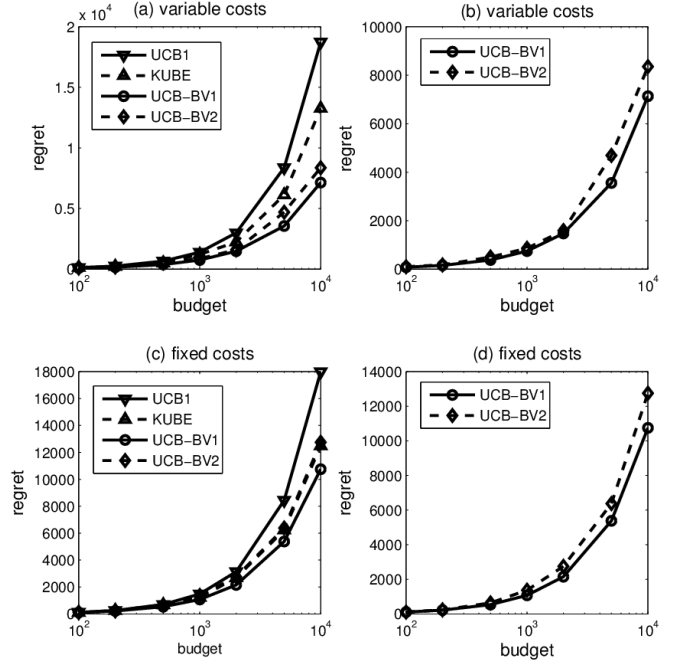 (a) variable costs
x 10^4
2
1.5
1
0.5
0
regret
UCB1
KUBE
UCB−BV1
UCB−BV2
10^2
10^3
10^4
budget
(b) variable costs
10000
8000
6000
4000
2000
0
regret
UCB−BV1
UCB−BV2
10^2
10^3
10^4
budget
(c) fixed costs
18000
16000
14000
12000
10000
8000
6000
4000
2000
0
regret
UCB1
KUBE
UCB−BV1
UCB−BV2
10^2
10^3
10^4
budget
(d) fixed costs
14000
12000
10000
8000
6000
4000
2000
0
regret
UCB−BV1
UCB−BV2
10^2
10^3
10^4
budget